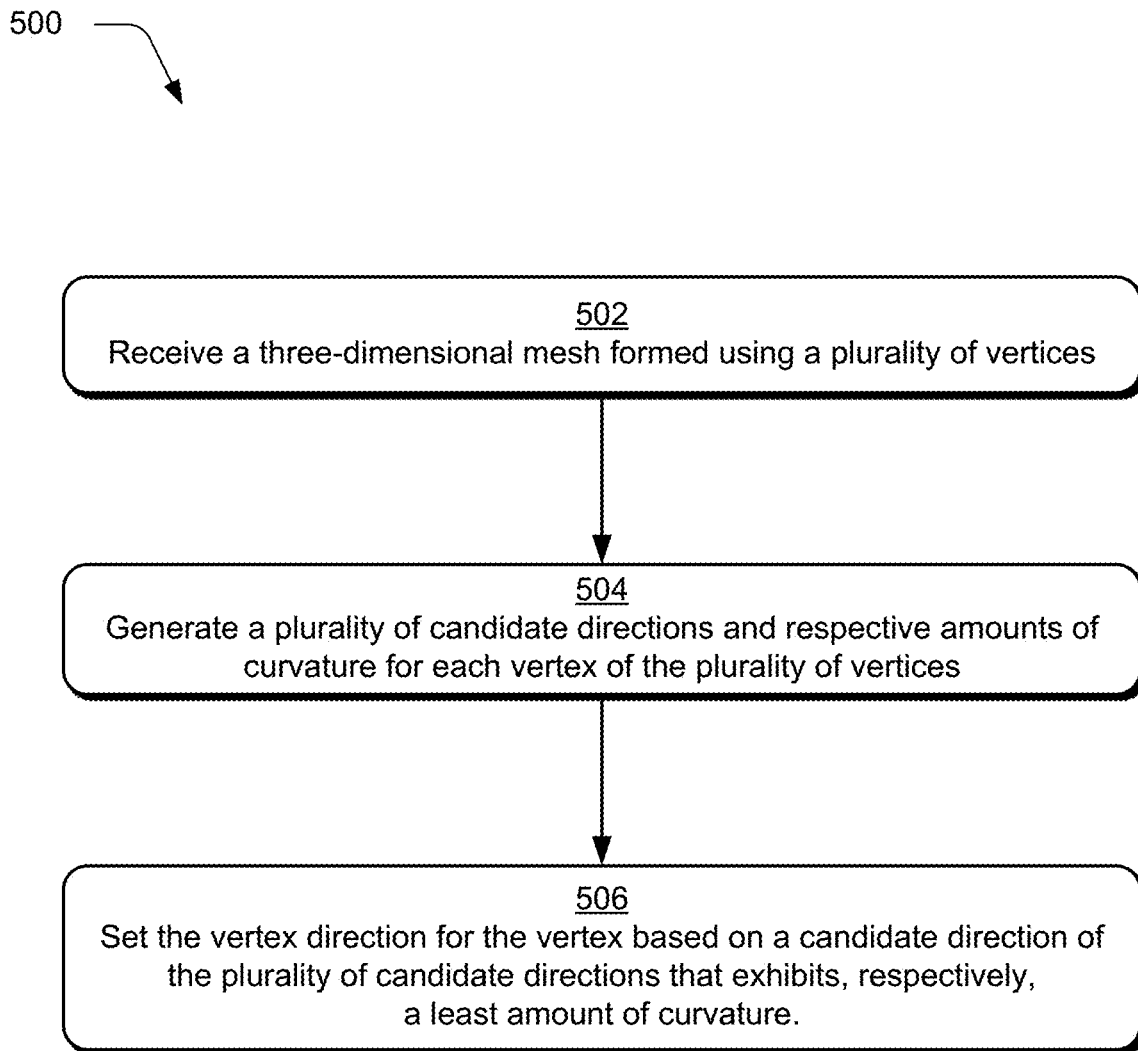 500
502
Receive a three-dimensional mesh formed using a plurality of vertices
504
Generate a plurality of candidate directions and respective amounts of
curvature for each vertex of the plurality of vertices
506
Set the vertex direction for the vertex based on a candidate direction of
the plurality of candidate directions that exhibits, respectively,
a least amount of curvature.